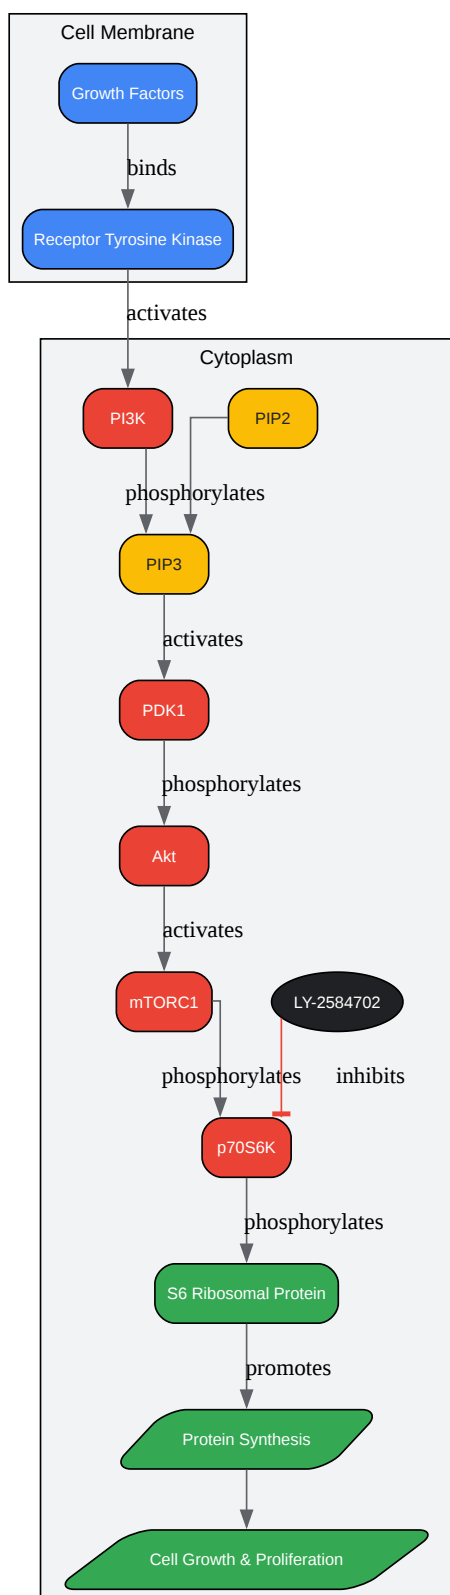 Cell Membrane
Growth Factors
binds
Receptor Tyrosine Kinase
activates
Cytoplasm
PI3K
PIP2
phosphorylates
PIP3
activates
PDK1
phosphorylates
Akt
activates
mTORC1
LY-2584702
phosphorylates
inhibits
p70S6K
phosphorylates
S6 Ribosomal Protein
promotes
Protein Synthesis
Cell Growth & Proliferation